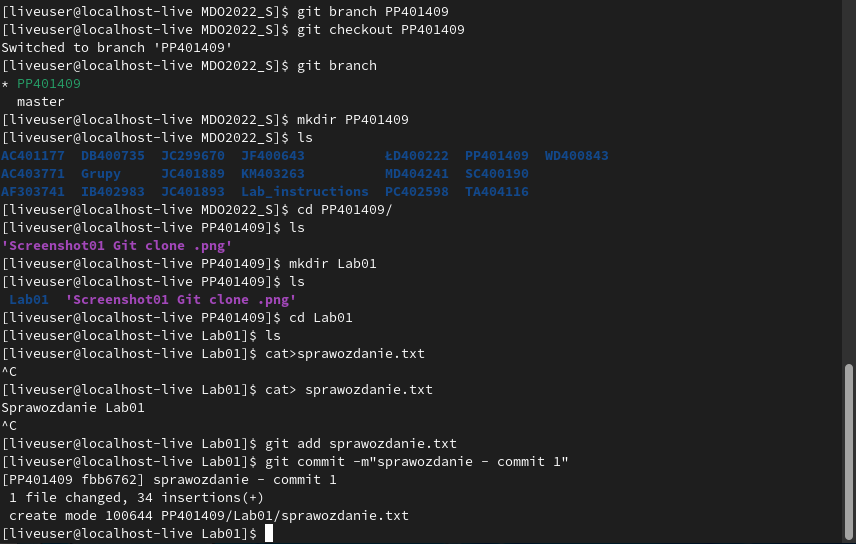 [liveuser@localhost-live MDO2022_S]$ git branch PP401409
[liveuser@localhost-live MDO2022_S]$ git checkout PP401409
Switched to branch 'PP401409'
[liveuser@localhost-live MDO2022_S]$ git branch
* PP401409
  master
[liveuser@localhost-live MDO2022_S]$ mkdir PP401409
[liveuser@localhost-live MDO2022_S]$ ls
AC401177  DB400735  JC299670  JF400643          ŁD400222  PP401409  WD400843
AC403771  Grupy     JC401889  KM403263          MD404241  SC400190
AF303741  IB402983  JC401893  Lab_instructions  PC402598  TA404116
[liveuser@localhost-live MDO2022_S]$ cd PP401409/
[liveuser@localhost-live PP401409]$ ls
'Screenshot01 Git clone .png'
[liveuser@localhost-live PP401409]$ mkdir Lab01
[liveuser@localhost-live PP401409]$ ls
 Lab01  'Screenshot01 Git clone .png'
[liveuser@localhost-live PP401409]$ cd Lab01
[liveuser@localhost-live Lab01]$ ls
[liveuser@localhost-live Lab01]$ cat>sprawozdanie.txt
^C
[liveuser@localhost-live Lab01]$ cat> sprawozdanie.txt
Sprawozdanie Lab01
^C
[liveuser@localhost-live Lab01]$ git add sprawozdanie.txt
[liveuser@localhost-live Lab01]$ git commit -m"sprawozdanie - commit 1"
[PP401409 fbb6762] sprawozdanie - commit 1
 1 file changed, 34 insertions(+)
 create mode 100644 PP401409/Lab01/sprawozdanie.txt
[liveuser@localhost-live Lab01]$